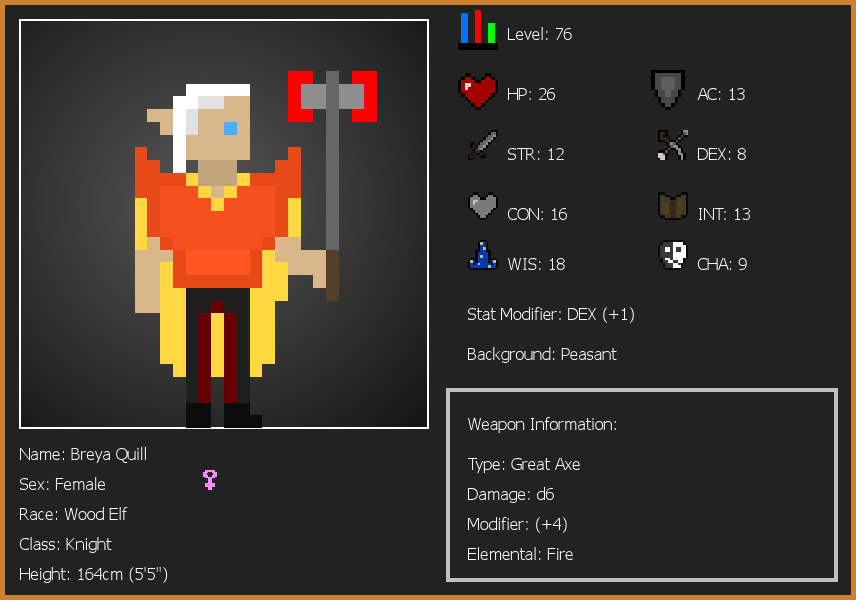 Level: 76
HP: 26
AC: 13
STR: 12
DEX: 8
CON: 16
INT: 13
WIS: 18
CHA: 9
Stat Modifier: DEX (+1)
Background: Peasant
Weapon Information:
Type: Great Axe
Damage: d6
Modifier: (+4)
Elemental: Fire
Name: Breya Quill
Sex: Female
Race: Wood Elf
Class: Knight
Height: 164cm (5'5")